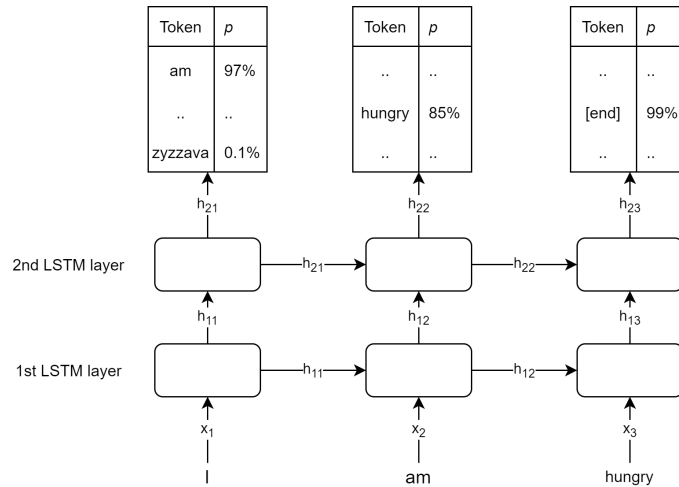 Token p Token p Token p
am 97% .. .. .. ..
.. .. hungry 85% [end] 99%
zyzzava 0.1% .. .. .. ..
h21 h22 h23
2nd LSTM layer h21 h22
h11 h12 h13
1st LSTM layer h11 h12
x1 x2 x3
I am hungry